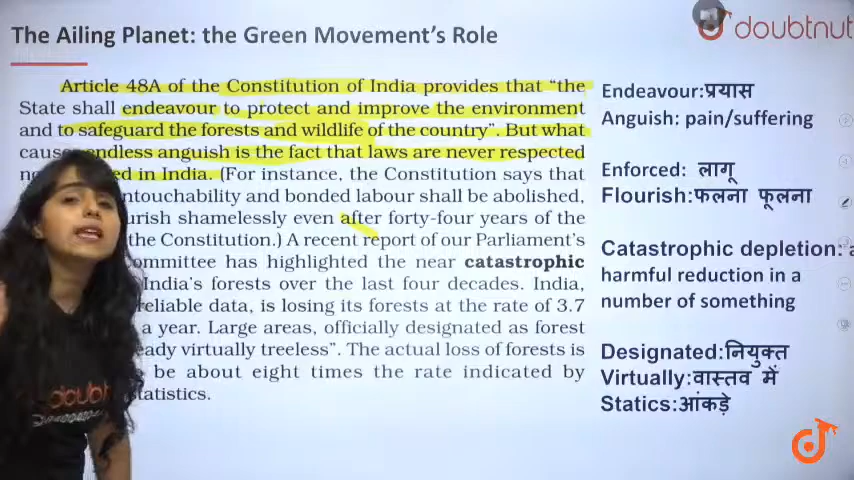 The Ailing Planet: the Green Movement's Role
doubtnut
Article 48A of the Constitution of India provides that “the
State shall endeavour to protect and improve the environment
and to safeguard the forests and wildlife of the country”. But what
endless anguish is the fact that laws are never respected
in India. (For instance, the Constitution says that
and bonded labour shall be abolished,
shamelessly even after forty-four years of the
the Constitution.) A recent report of our Parliament's
has highlighted the near catastrophic
India's forests over the last four decades. India,
reliable data, is losing its forests at the rate of 3.7
a year. Large areas, officially designated as forest
virtually treeless”. The actual loss of forests is
be about eight times the rate indicated by
statistics.
Endeavour:प्रयास
Anguish: pain/suffering
Enforced: लागू
Flourish:फलना फूलना
Catastrophic depletion: a
harmful reduction in a
number of something
Designated:नियुक्त
Virtually:वास्तव में
Statics:आंकड़े